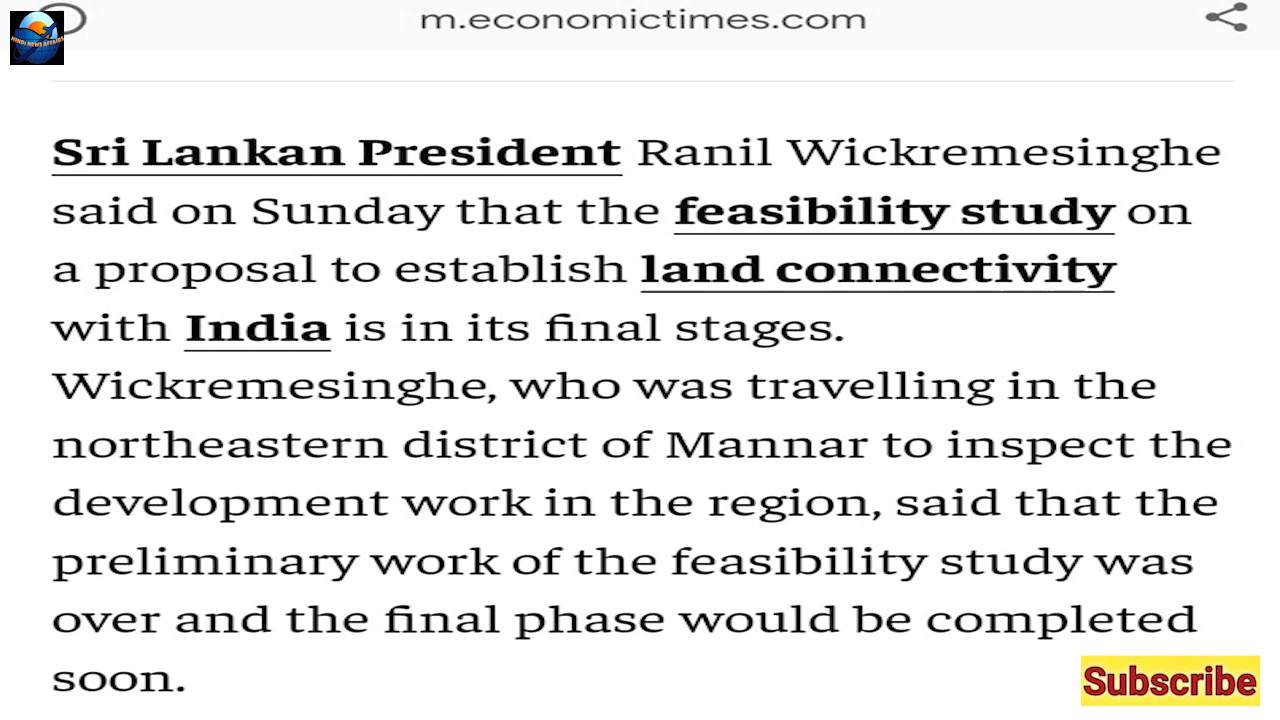 m.economictimes.com
HINDI NEWS AFFAIRS
Sri Lankan President Ranil Wickremesinghe
said on Sunday that the feasibility study on
a proposal to establish land connectivity
with India is in its final stages.
Wickremesinghe, who was travelling in the
northeastern district of Mannar to inspect the
development work in the region, said that the
preliminary work of the feasibility study was
over and the final phase would be completed
soon.
Subscribe